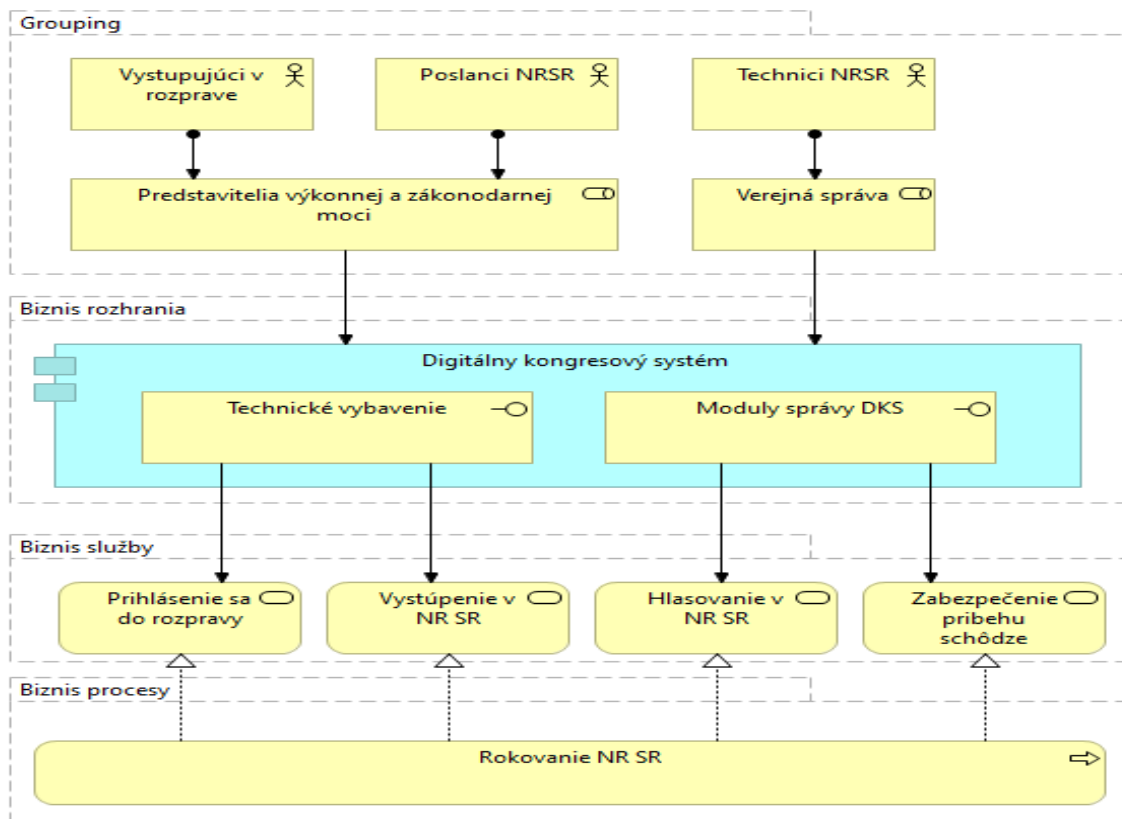 Grouping
Vystupujúci v
rozprave
Poslanci NRSR
Technici NRSR
Predstavitelia výkonnej a zákonodarnej
moci
Verejná správa
Biznis rozhrania
Digitálny kongresový systém
Technické vybavenie
Moduly správy DKS
Biznis služby
Prihlásenie sa
do rozpravy
Vystúpenie v
NR SR
Hlasovanie v
NR SR
Zabezpečenie
pribehu
schôdze
Biznis procesy
Rokovanie NR SR